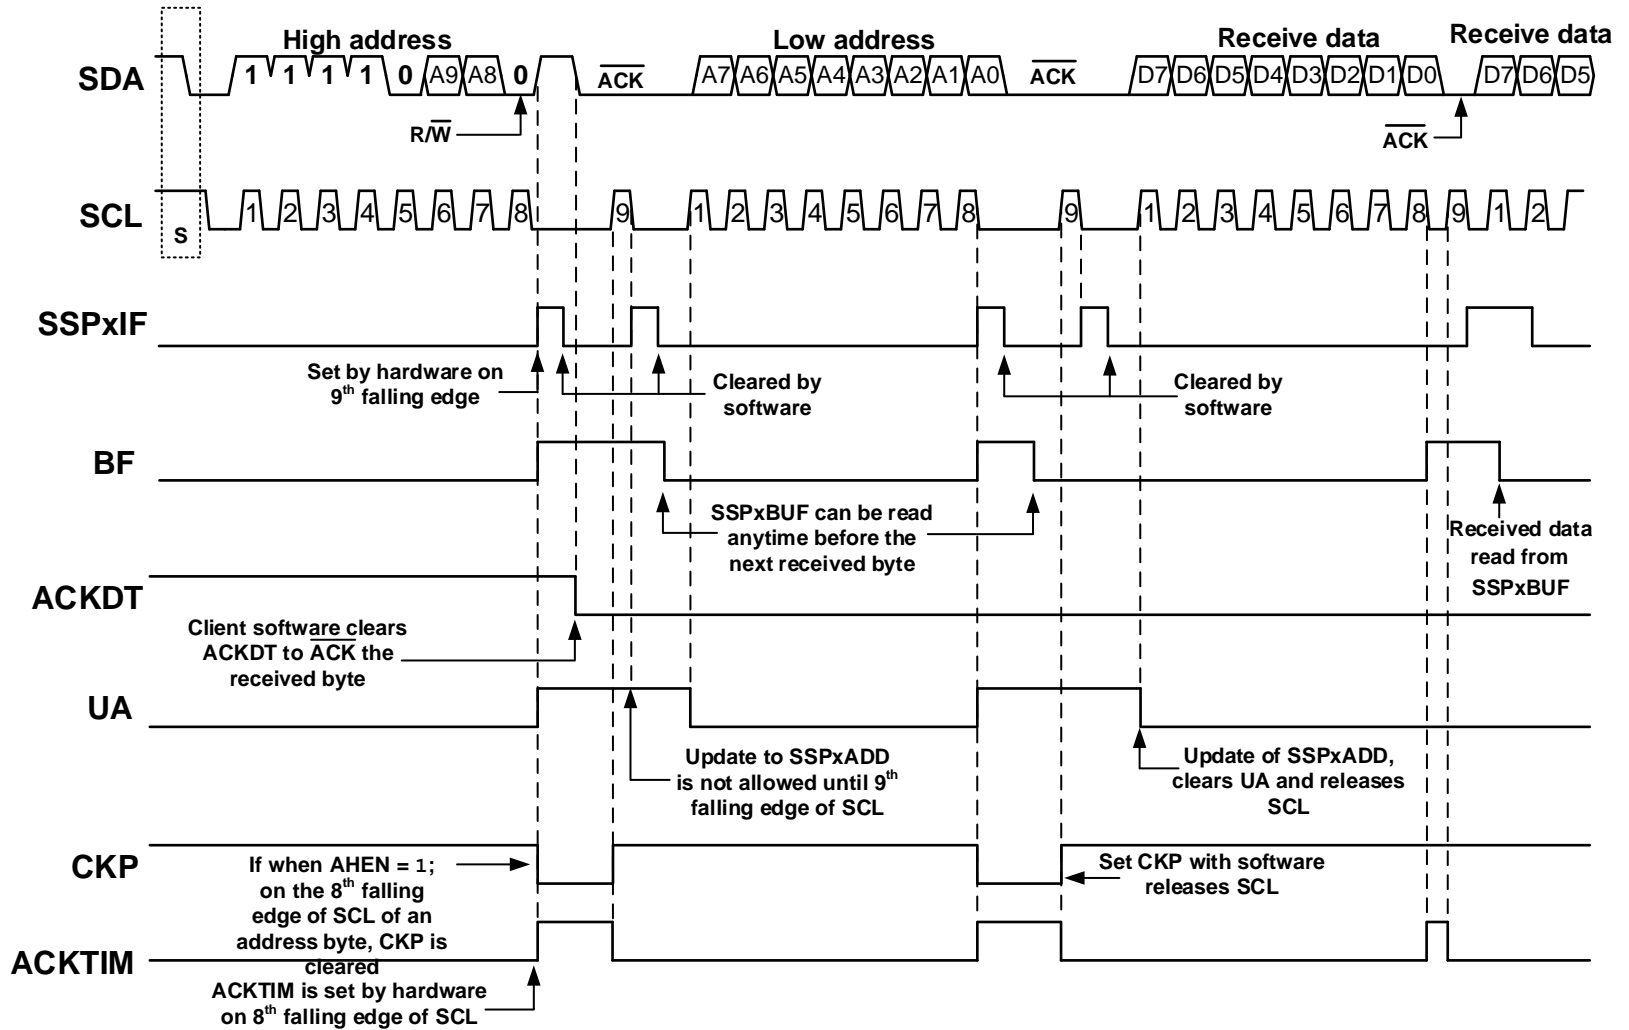 High address
Low address
Receive data
Receive data
SDA
1 1 1 1 0 A9 A8 0
ACK
A7 A6 A5 A4 A3 A2 A1 A0
ACK
D7 D6 D5 D4 D3 D2 D1 D0
D7 D6 D5
R/W
ACK
SCL
S
1 2 3 4 5 6 7 8 9 1 2 3 4 5 6 7 8 9 1 2 3 4 5 6 7 8 9 1 2
SSPxIF
Set by hardware on
9th falling edge
Cleared by
software
Cleared by
software
BF
SSPxBUF can be read
anytime before the
next received byte
Received data
read from
SSPxBUF
ACKDT
Client software clears
ACKDT to ACK the
received byte
UA
Update to SSPxADD
is not allowed until 9th
falling edge of SCL
Update of SSPxADD,
clears UA and releases
SCL
CKP
If when AHEN = 1;
on the 8th falling
edge of SCL of an
address byte, CKP is
cleared
Set CKP with software
releases SCL
ACKTIM
ACKTIM is set by hardware
on 8th falling edge of SCL